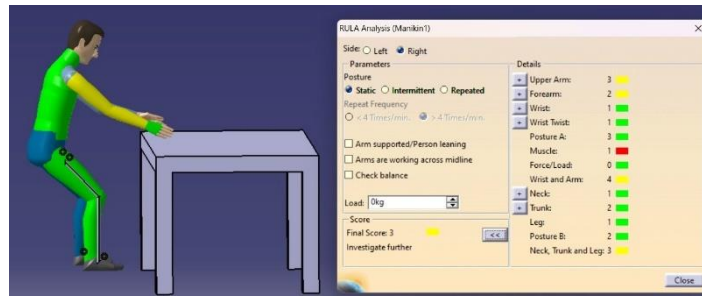 RULA Analysis (Manikin1)
Side: Left Right
Parameters
Posture
Static Intermittent Repeated
Repeat Frequency
< 4 Times/min. > 4 Times/min.
Arm supported/Person leaning
Arms are working across midline
Check balance
Load: 0kg
Score
Final Score: 3
Investigate further
<<
Details
+ Upper Arm: 3
+ Forearm: 2
+ Wrist: 1
+ Wrist Twist: 1
Posture A: 3
Muscle: 1
Force/Load: 0
Wrist and Arm: 4
+ Neck: 1
+ Trunk: 2
Leg: 1
Posture B: 2
Neck, Trunk and Leg: 3
Close